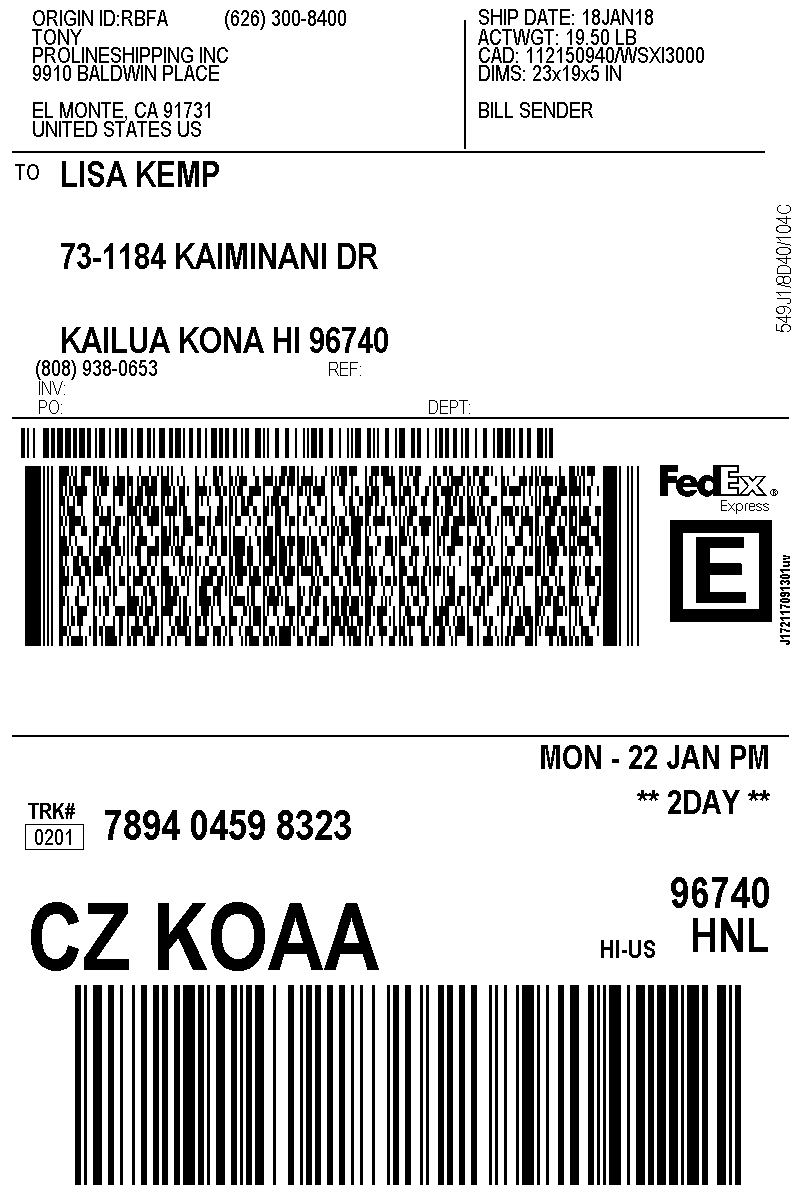 ORIGIN ID:RBFA (626) 300-8400
TONY
PROLINESHIPPING INC
9910 BALDWIN PLACE
EL MONTE, CA 91731
UNITED STATES US
SHIP DATE: 18JAN18
ACTWGT: 19.50 LB
CAD: 112150940/WSXI3000
DIMS: 23x19x5 IN
BILL SENDER
TO LISA KEMP
73-1184 KAIMINANI DR
KAILUA KONA HI 96740
(808) 938-0653 REF:
INV:
PO: DEPT:
549J1/8D40/104C
FedEx®
Express
E
J172117091301uv
MON - 22 JAN PM
** 2DAY **
TRK#
0201 7894 0459 8323
96740
CZ KOAA HI-US HNL